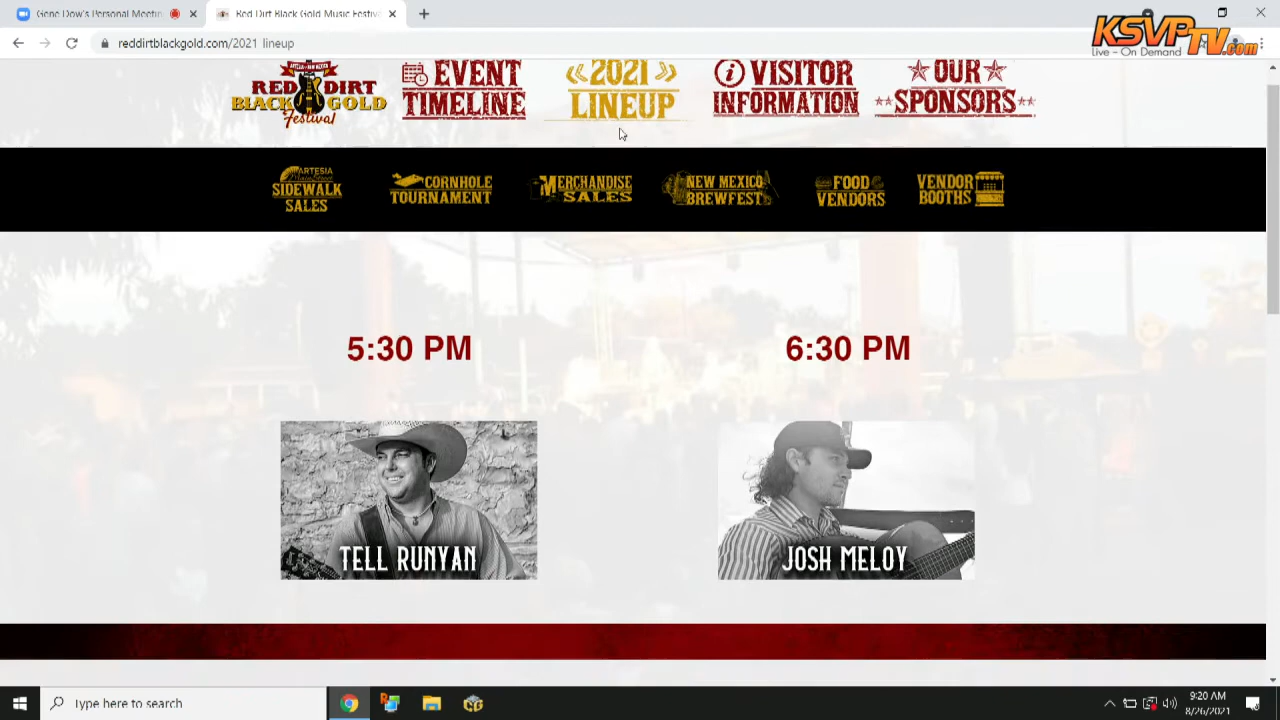 Gene Dow's Personal Meetin
Red Dirt Black Gold Music Festiva
reddirtblackgold.com/2021 lineup
KSVPTV.com
Live – On Demand
RED DIRT
BLACK GOLD
Festival
EVENT
TIMELINE
2021
LINEUP
VISITOR
INFORMATION
OUR
SPONSORS
ARTESIA
MainStreet
SIDEWALK
SALES
CORNHOLE
TOURNAMENT
MERCHANDISE
SALES
NEW MEXICO
BREWFEST
FOOD
VENDORS
VENDOR
BOOTHS
5:30 PM
6:30 PM
TELL RUNYAN
JOSH MELOY
Type here to search
9:20 AM
8/26/2021